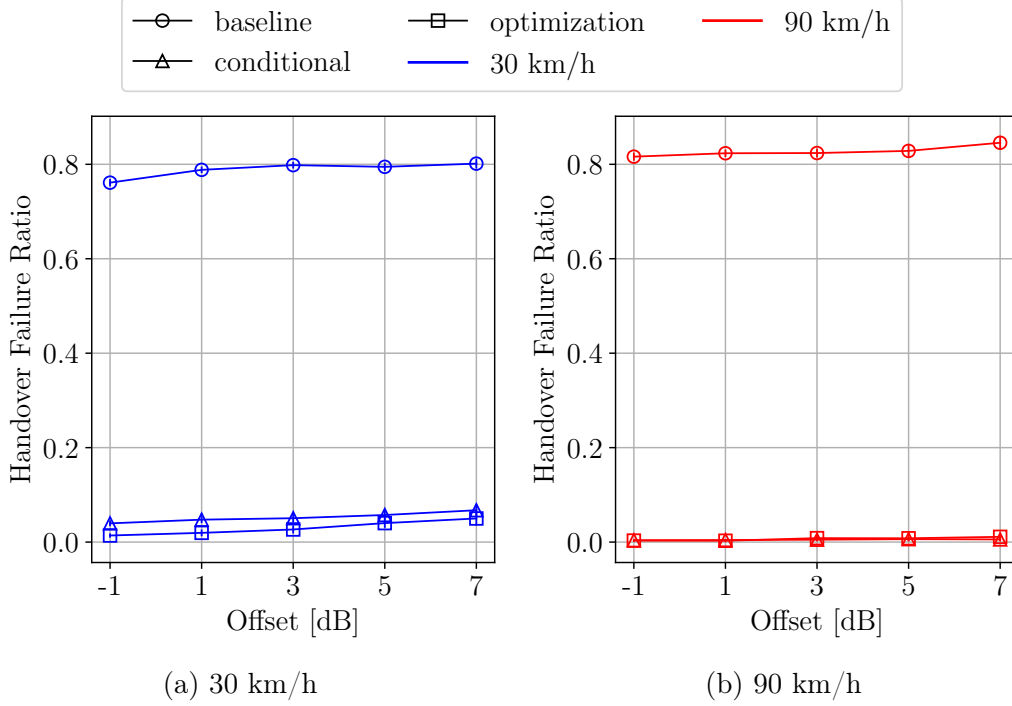 baseline
conditional
optimization
30 km/h
90 km/h
Handover Failure Ratio
0.8
0.6
0.4
0.2
0.0
-1 1 3 5 7
Offset [dB]
(a) 30 km/h
Handover Failure Ratio
0.8
0.6
0.4
0.2
0.0
-1 1 3 5 7
Offset [dB]
(b) 90 km/h